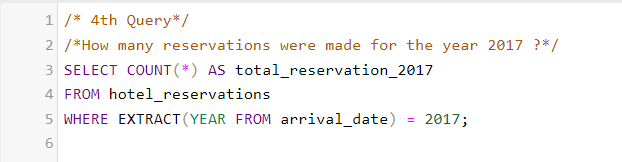 1 /* 4th Query*/
2 /*How many reservations were made for the year 2017 ?*/
3 SELECT COUNT(*) AS total_reservation_2017
4 FROM hotel_reservations
5 WHERE EXTRACT(YEAR FROM arrival_date) = 2017;
6